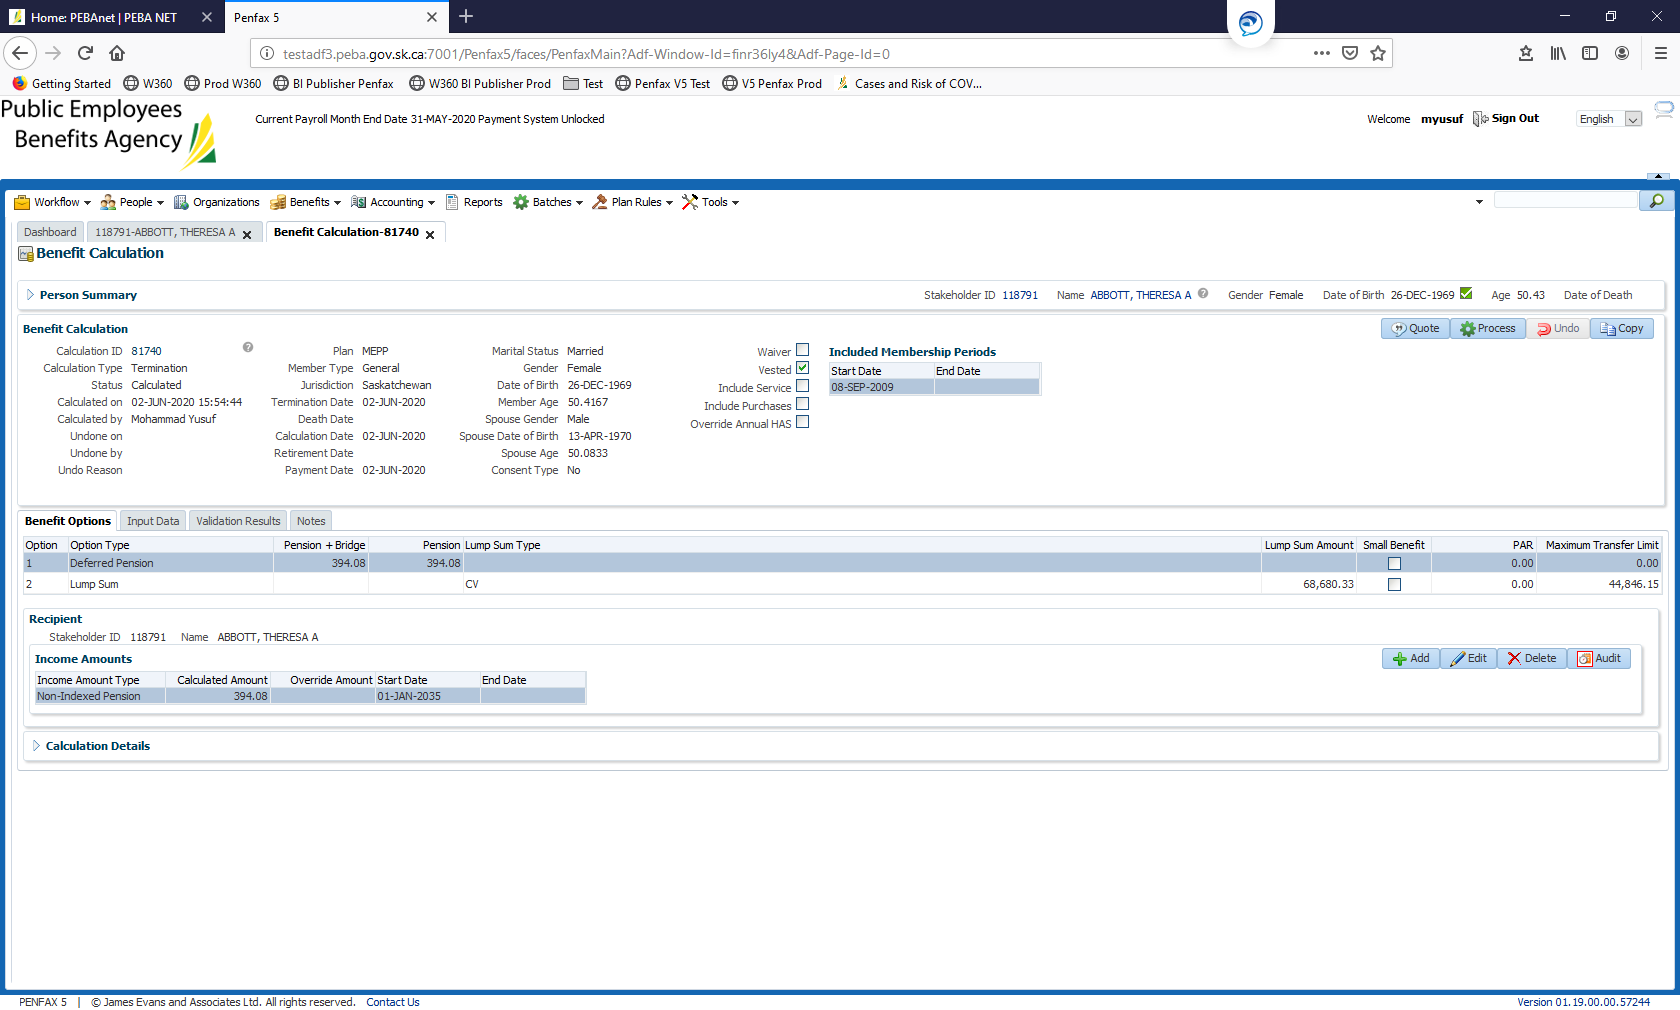 Home: PEBAnet | PEBA NET
Penfax 5
testadf3.peba.gov.sk.ca:7001/Penfax5/faces/PenfaxMain?Adf-Window-Id=finr36ly4&Adf-Page-Id=0
Getting Started W360 Prod W360 BI Publisher Penfax W360 BI Publisher Prod Test Penfax V5 Test V5 Penfax Prod Cases and Risk of COV...
Public Employees
Benefits Agency
Current Payroll Month End Date 31-MAY-2020 Payment System Unlocked
Welcome myusuf Sign Out English
Workflow People Organizations Benefits Accounting Reports Batches Plan Rules Tools
Dashboard 118791-ABBOTT, THERESA A Benefit Calculation-81740
Benefit Calculation
Person Summary Stakeholder ID 118791 Name ABBOTT, THERESA A Gender Female Date of Birth 26-DEC-1969 Age 50.43 Date of Death
Benefit Calculation Quote Process Undo Copy
Calculation ID 81740 Plan MEPP Marital Status Married Waiver Included Membership Periods
Calculation Type Termination Member Type General Gender Female Vested Start Date End Date
Status Calculated Jurisdiction Saskatchewan Date of Birth 26-DEC-1969 Include Service 08-SEP-2009
Calculated on 02-JUN-2020 15:54:44 Termination Date 02-JUN-2020 Member Age 50.4167 Include Purchases
Calculated by Mohammad Yusuf Death Date Spouse Gender Male Override Annual HAS
Undone on Calculation Date 02-JUN-2020 Spouse Date of Birth 13-APR-1970
Undone by Retirement Date Spouse Age 50.0833
Undo Reason Payment Date 02-JUN-2020 Consent Type No
Benefit Options Input Data Validation Results Notes
Option Option Type Pension + Bridge Pension Lump Sum Type Lump Sum Amount Small Benefit PAR Maximum Transfer Limit
1 Deferred Pension 394.08 394.08 0.00 0.00
2 Lump Sum CV 68,680.33 0.00 44,846.15
Recipient
Stakeholder ID 118791 Name ABBOTT, THERESA A
Income Amounts Add Edit Delete Audit
Income Amount Type Calculated Amount Override Amount Start Date End Date
Non-Indexed Pension 394.08 01-JAN-2035
Calculation Details
PENFAX 5 | © James Evans and Associates Ltd. All rights reserved. Contact Us Version 01.19.00.00.57244